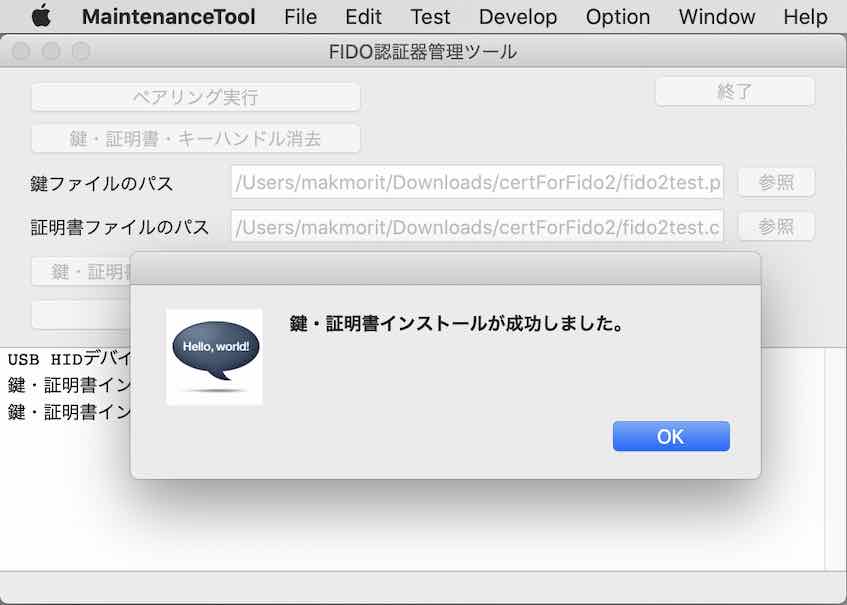 MaintenanceTool File Edit Test Develop Option Window Help
FIDO認証器管理ツール
ペアリング実行
終了
鍵・証明書・キーハンドル消去
鍵ファイルのパス /Users/makmorit/Downloads/certForFido2/fido2test.p 参照
証明書ファイルのパス /Users/makmorit/Downloads/certForFido2/fido2test.c 参照
鍵・証明
Hello, world!
鍵・証明書インストールが成功しました。
OK
USB HIDデバイ
鍵・証明書イン
鍵・証明書イン